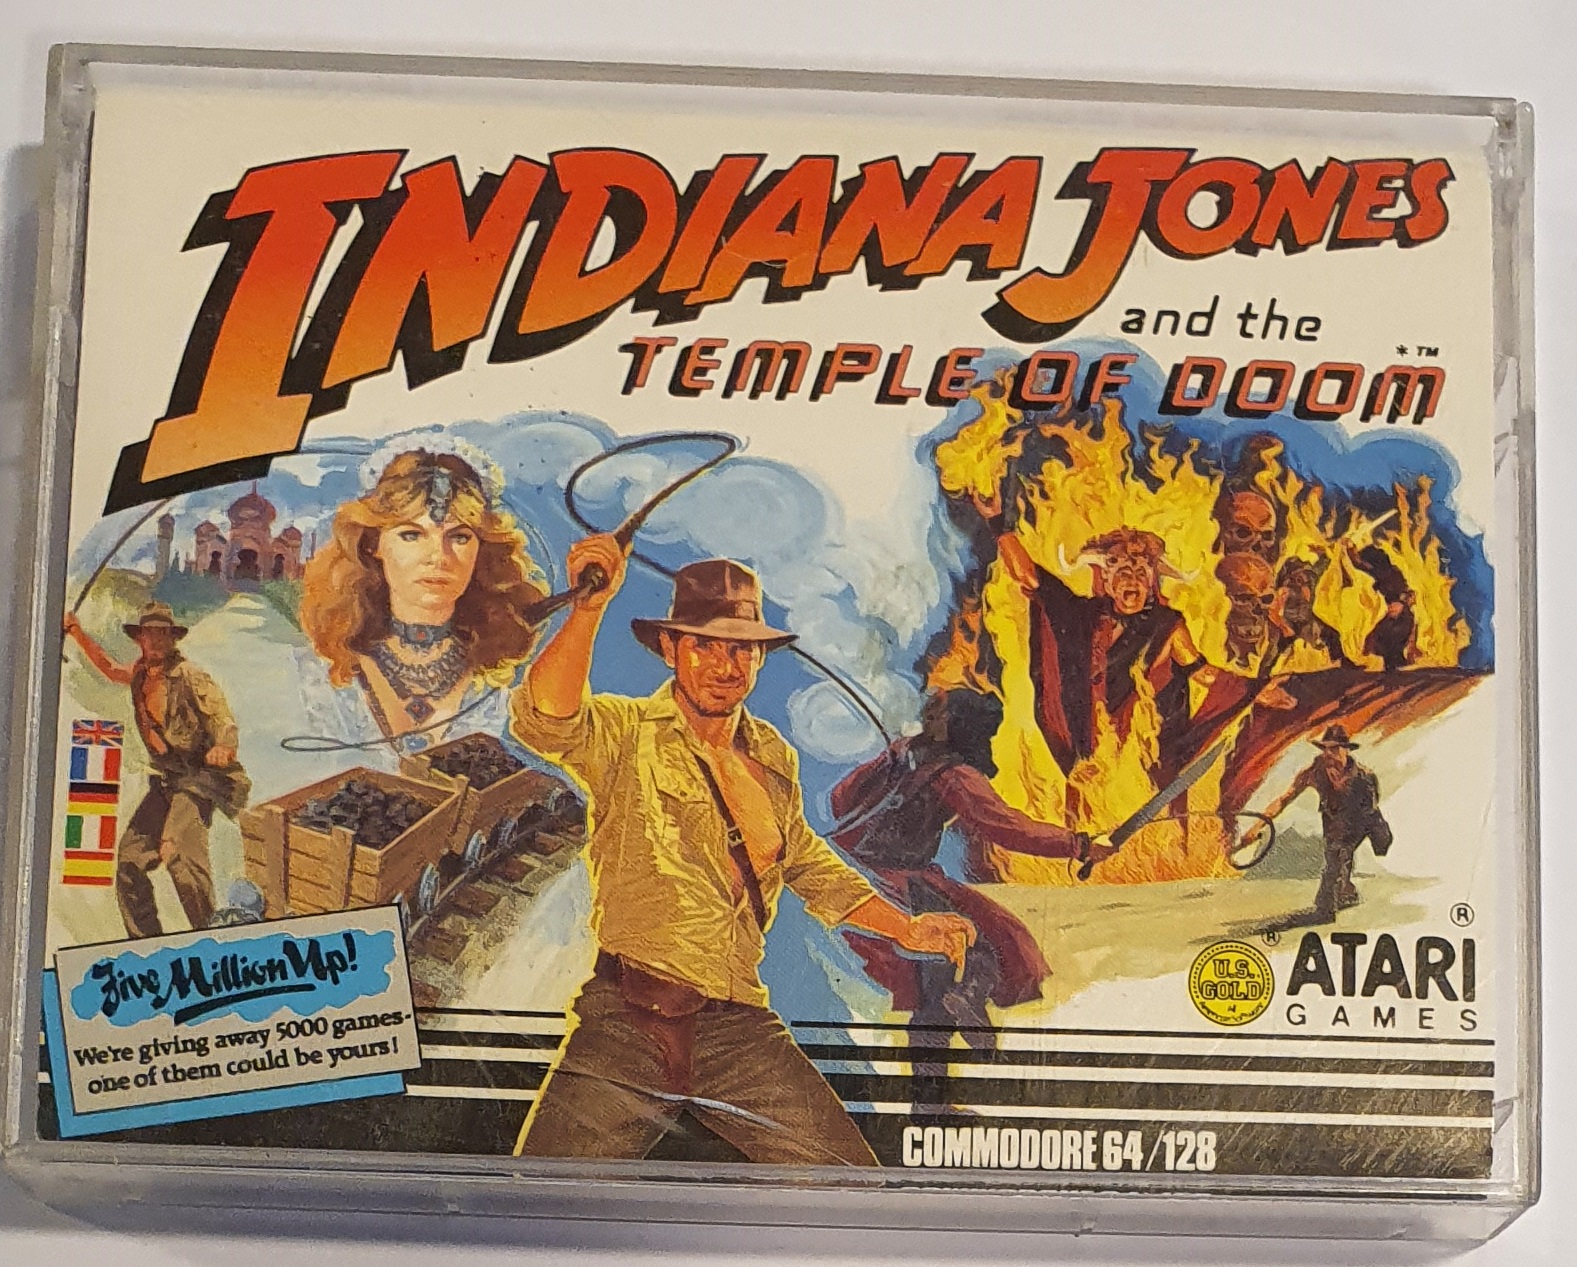 INDIANA JONES
and the
TEMPLE OF DOOM
* ™
Five Million Up!
We're giving away 5000 games-
one of them could be yours!
U.S.
GOLD
®
ATARI
®
GAMES
COMMODORE 64/128